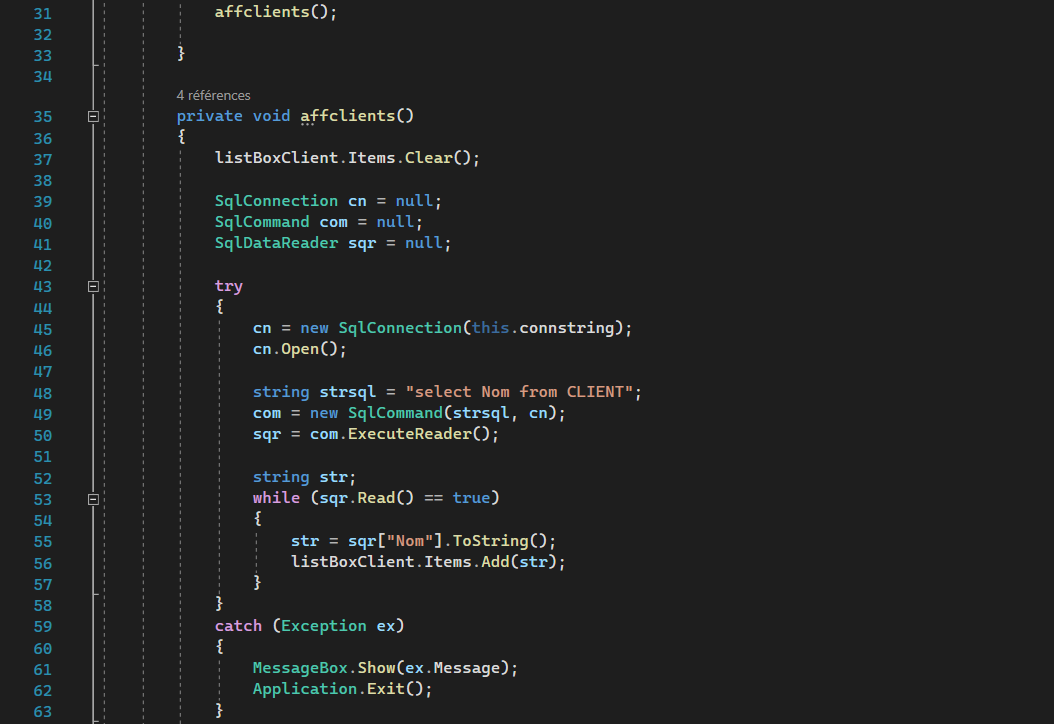 31 affclients();
32
33 }
34
4 références
35 private void affclients()
36 {
37 listBoxClient.Items.Clear();
38
39 SqlConnection cn = null;
40 SqlCommand com = null;
41 SqlDataReader sqr = null;
42
43 try
44 {
45 cn = new SqlConnection(this.connstring);
46 cn.Open();
47
48 string strsql = "select Nom from CLIENT";
49 com = new SqlCommand(strsql, cn);
50 sqr = com.ExecuteReader();
51
52 string str;
53 while (sqr.Read() == true)
54 {
55 str = sqr["Nom"].ToString();
56 listBoxClient.Items.Add(str);
57 }
58 }
59 catch (Exception ex)
60 {
61 MessageBox.Show(ex.Message);
62 Application.Exit();
63 }